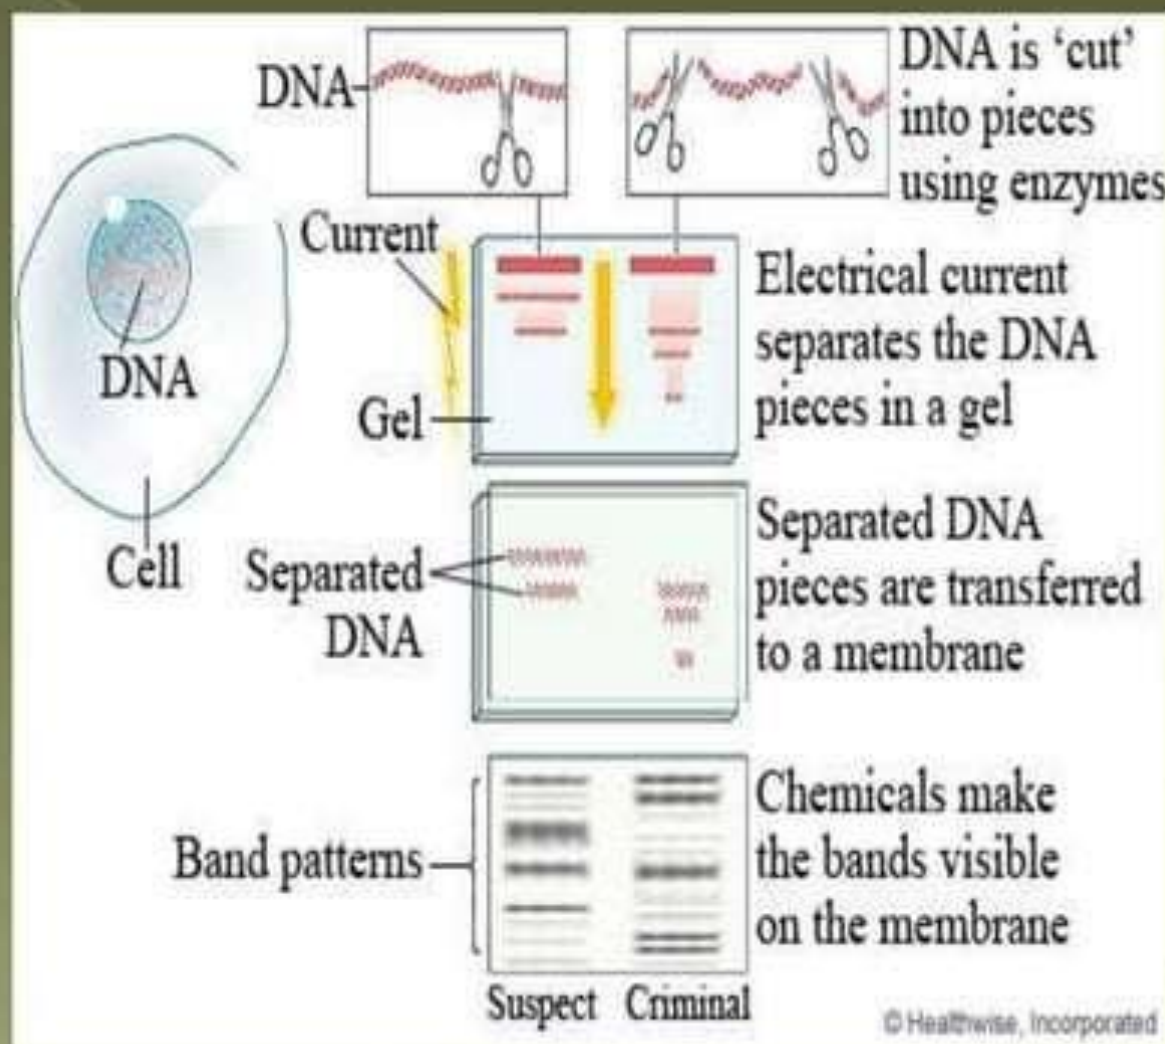 DNA
DNA is 'cut'
into pieces
using enzymes
Current
DNA
Gel
Electrical current
separates the DNA
pieces in a gel
Cell
Separated
DNA
Separated DNA
pieces are transferred
to a membrane
Band patterns
Chemicals make
the bands visible
on the membrane
Suspect Criminal
© Healthwise, Incorporated